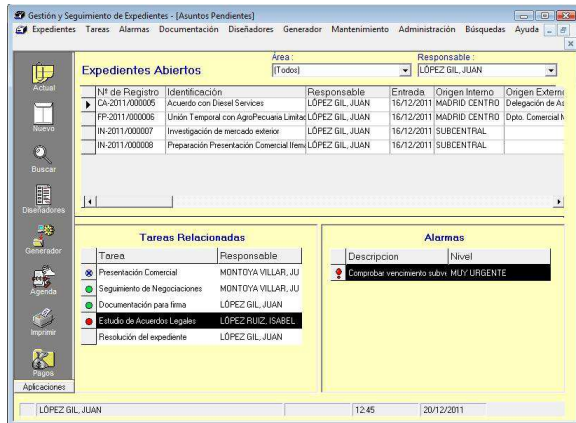 Gestión y Seguimiento de Expedientes - [Asuntos Pendientes]
Expedientes Tareas Alarmas Documentación Diseñadores Generador Mantenimiento Administración Búsquedas Ayuda
Área :
Responsable :
Expedientes Abiertos
(Todos)
LÓPEZ GIL, JUAN
Actual
Nuevo
Buscar
Diseñadores
Generador
Agenda
Imprimir
Pagos
Aplicaciones
Nº de Registro Identificación Responsable Entrada Origen Interno Origen Externo
CA-2011/000005 Acuerdo con Diesel Services LÓPEZ GIL, JUAN 16/12/2011 MADRID CENTRO Delegación de As
FP-2011/000006 Unión Temporal con AgroPecuaria Limitad LÓPEZ GIL, JUAN 16/12/2011 MADRID CENTRO Dpto. Comercial
IN-2011/000007 Investigación de mercado exterior LÓPEZ GIL, JUAN 16/12/2011 SUBCENTRAL
IN-2011/000008 Preparación Presentación Comercial LÓPEZ GIL, JUAN 16/12/2011 SUBCENTRAL
Tareas Relacionadas
Tarea Responsable
Presentación Comercial MONTOYA VILLAR, JU
Seguimiento de Negociaciones MONTOYA VILLAR, JU
Documentación para firma LÓPEZ GIL, JUAN
Estudio de Acuerdos Legales LÓPEZ RUIZ, ISABEL
Resolución del expediente LÓPEZ GIL, JUAN
Alarmas
Descripcion Nivel
Comprobar vencimiento subv MUY URGENTE
LÓPEZ GIL, JUAN
12:45
20/12/2011